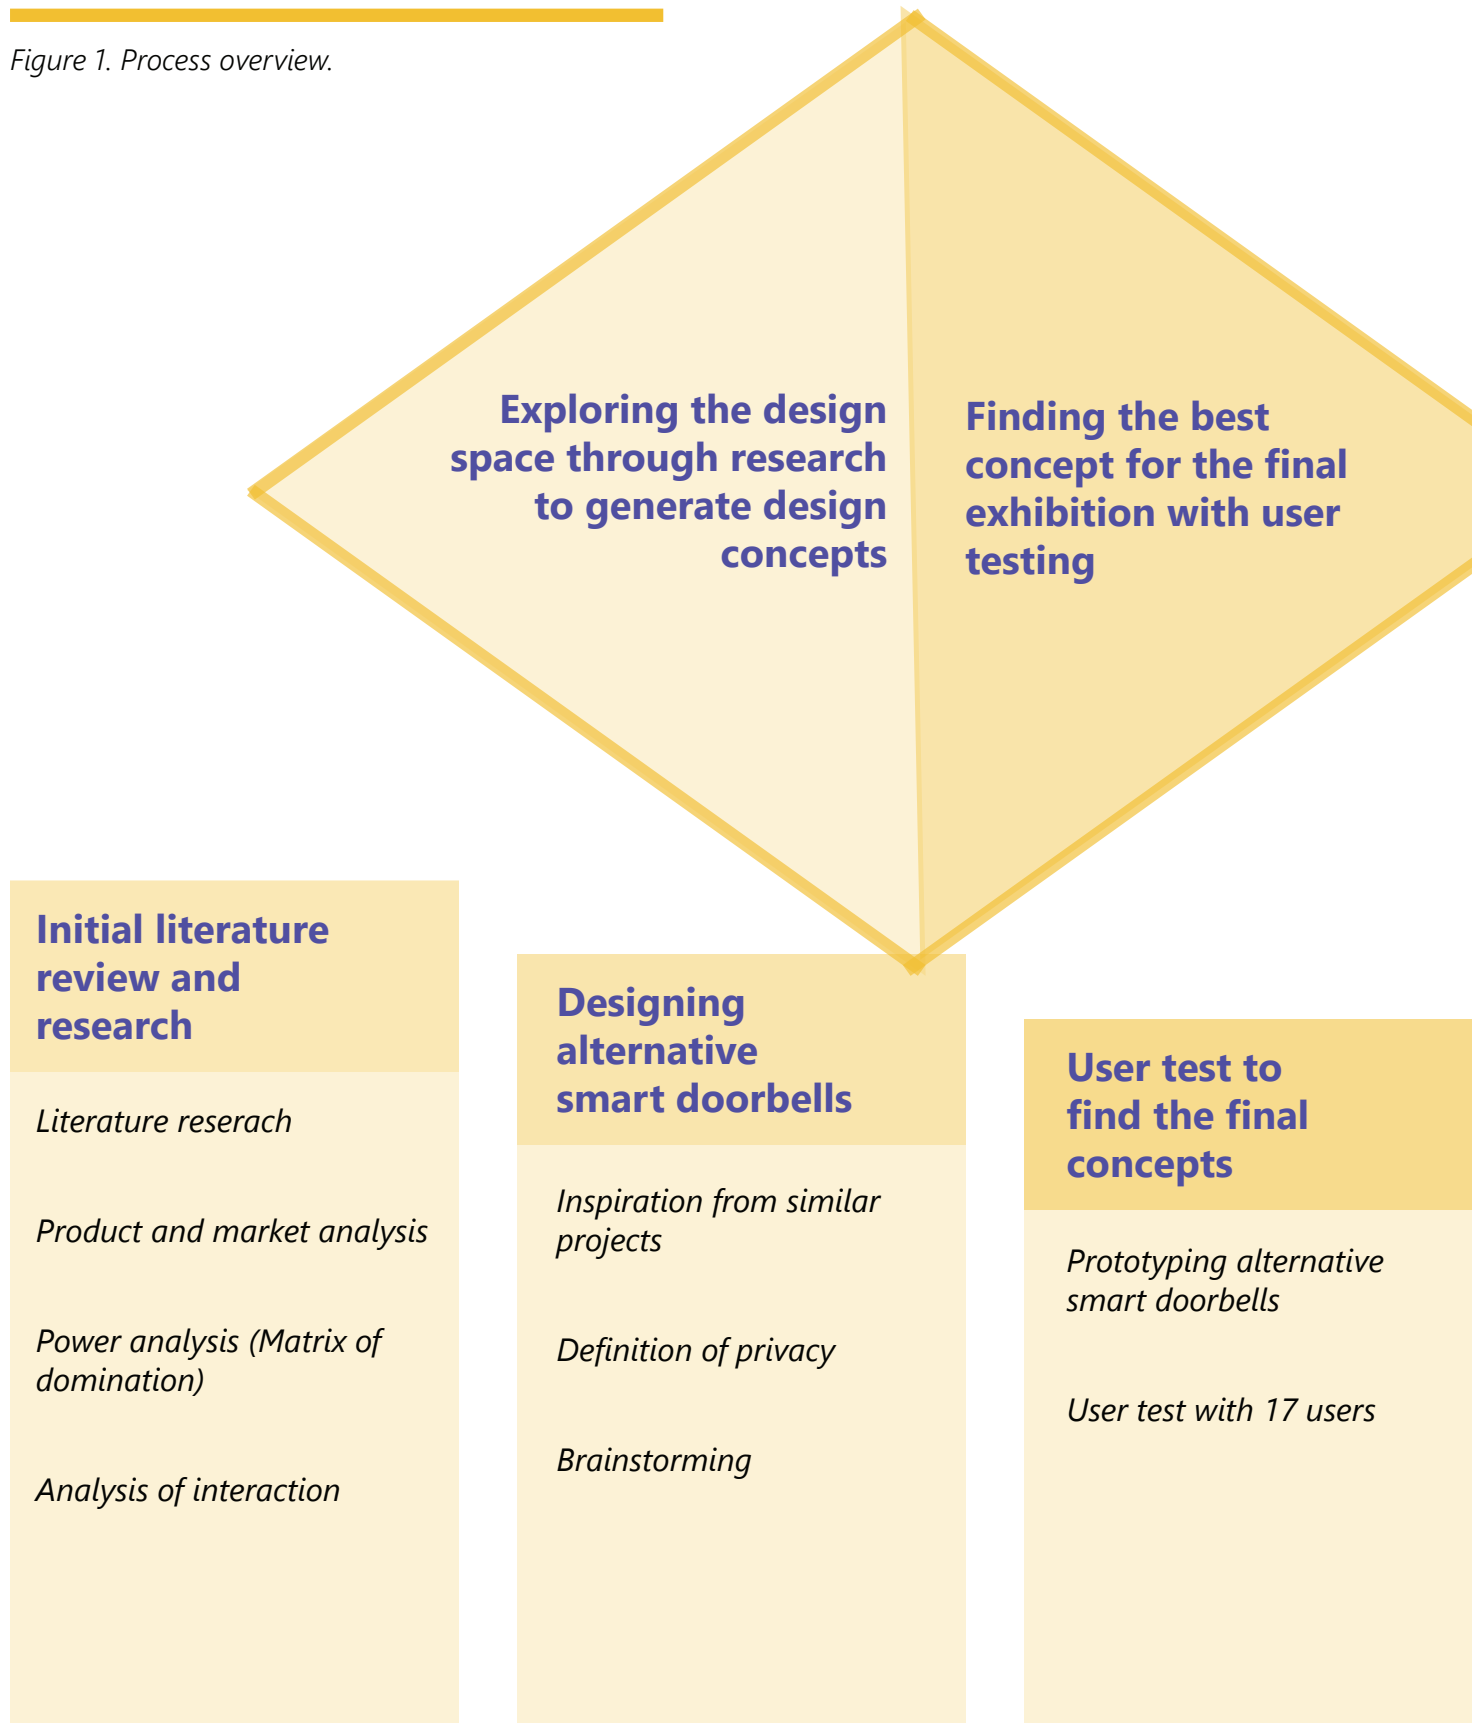 Figure 1. Process overview.
Exploring the design
space through research
to generate design
concepts
Finding the best
concept for the final
exhibition with user
testing
Initial literature
review and
research
Literature reserach
Product and market analysis
Power analysis (Matrix of
domination)
Analysis of interaction
Designing
alternative
smart doorbells
Inspiration from similar
projects
Definition of privacy
Brainstorming
User test to
find the final
concepts
Prototyping alternative
smart doorbells
User test with 17 users